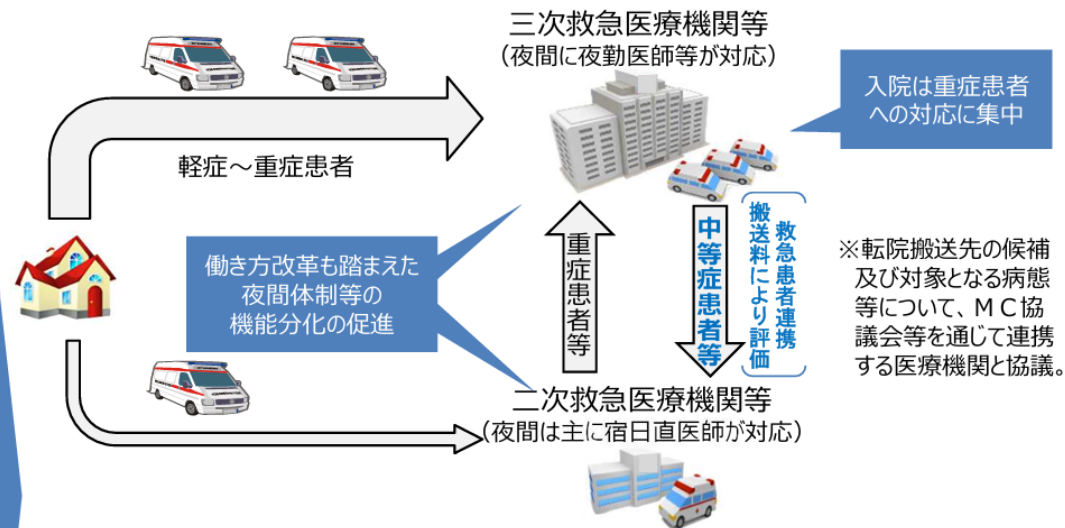 三次救急医療機関等
（夜間に夜勤医師等が対応）
入院は重症患者
への対応に集中
軽症～重症患者
働き方改革も踏まえた
夜間体制等の
機能分化の促進
重症患者等
中等症患者等
救急患者連携
搬送料により評価
※転院搬送先の候補
及び対象となる病態
等について、ＭＣ協
議会等を通じて連携
する医療機関と協議。
二次救急医療機関等
（夜間は主に宿日直医師が対応）